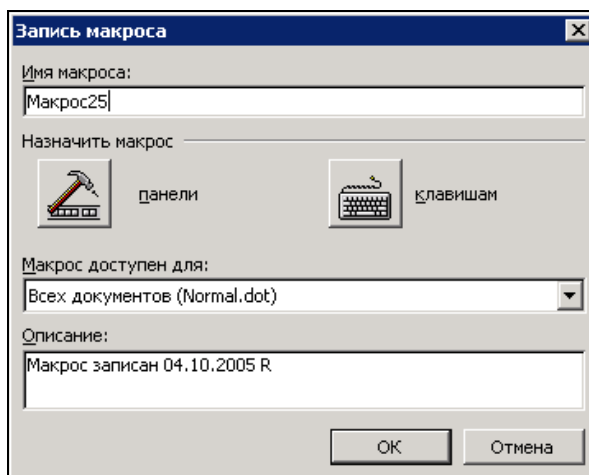 Запись макроса
Имя макроса:
Макрос25
Назначить макрос
панели
клавишам
Макрос доступен для:
Всех документов (Normal.dot)
Описание:
Макрос записан 04.10.2005 R
ОК
Отмена